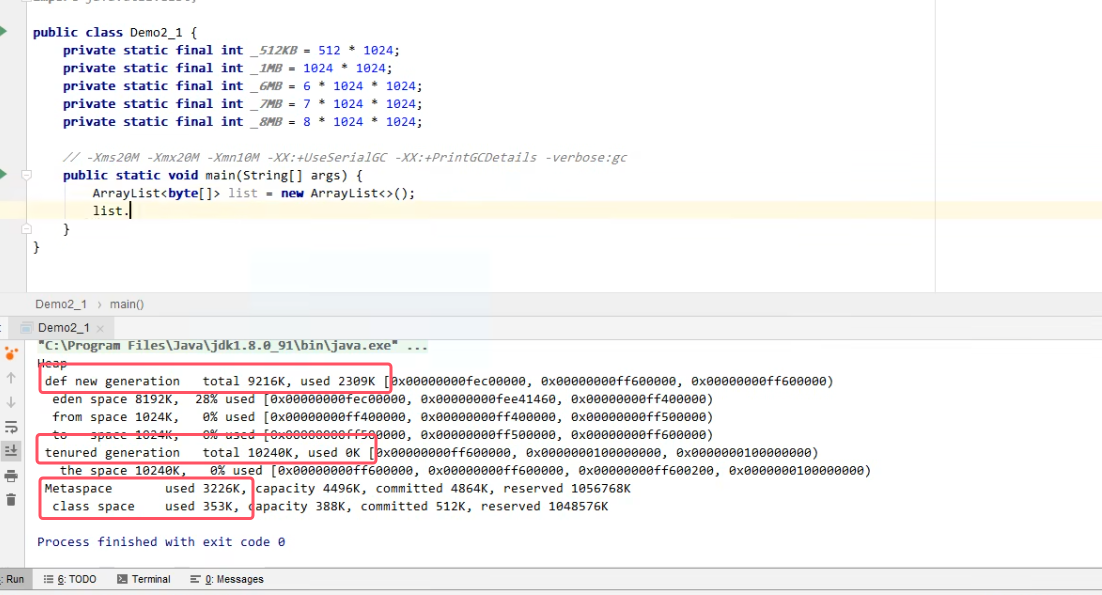 public class Demo2_1 {
private static final int _512KB = 512 * 1024;
private static final int _1MB = 1024 * 1024;
private static final int _6MB = 6 * 1024 * 1024;
private static final int _7MB = 7 * 1024 * 1024;
private static final int _8MB = 8 * 1024 * 1024;
// -Xms20M -Xmx20M -Xmn10M -XX:+UseSerialGC -XX:+PrintGCDetails -verbose:gc
public static void main(String[] args) {
ArrayList<byte[]> list = new ArrayList<>();
list.
}
}
Demo2_1 › main()
Demo2_1 ×
"C:\Program Files\Java\jdk1.8.0_91\bin\java.exe" ...
Heap
def new generation   total 9216K, used 2309K [0x00000000fec00000, 0x00000000ff600000, 0x00000000ff600000)
eden space 8192K,  28% used [0x00000000fec00000, 0x00000000fee41460, 0x00000000ff400000)
from space 1024K,   0% used [0x00000000ff400000, 0x00000000ff400000, 0x00000000ff500000)
to   space 1024K,   0% used [0x00000000ff500000, 0x00000000ff500000, 0x00000000ff600000)
tenured generation   total 10240K, used 0K [0x00000000ff600000, 0x0000000100000000, 0x0000000100000000)
the space 10240K,   0% used [0x00000000ff600000, 0x00000000ff600000, 0x00000000ff600200, 0x0000000100000000)
Metaspace       used 3226K, capacity 4496K, committed 4864K, reserved 1056768K
class space    used 353K, capacity 388K, committed 512K, reserved 1048576K
Process finished with exit code 0
Run 6: TODO Terminal 0: Messages